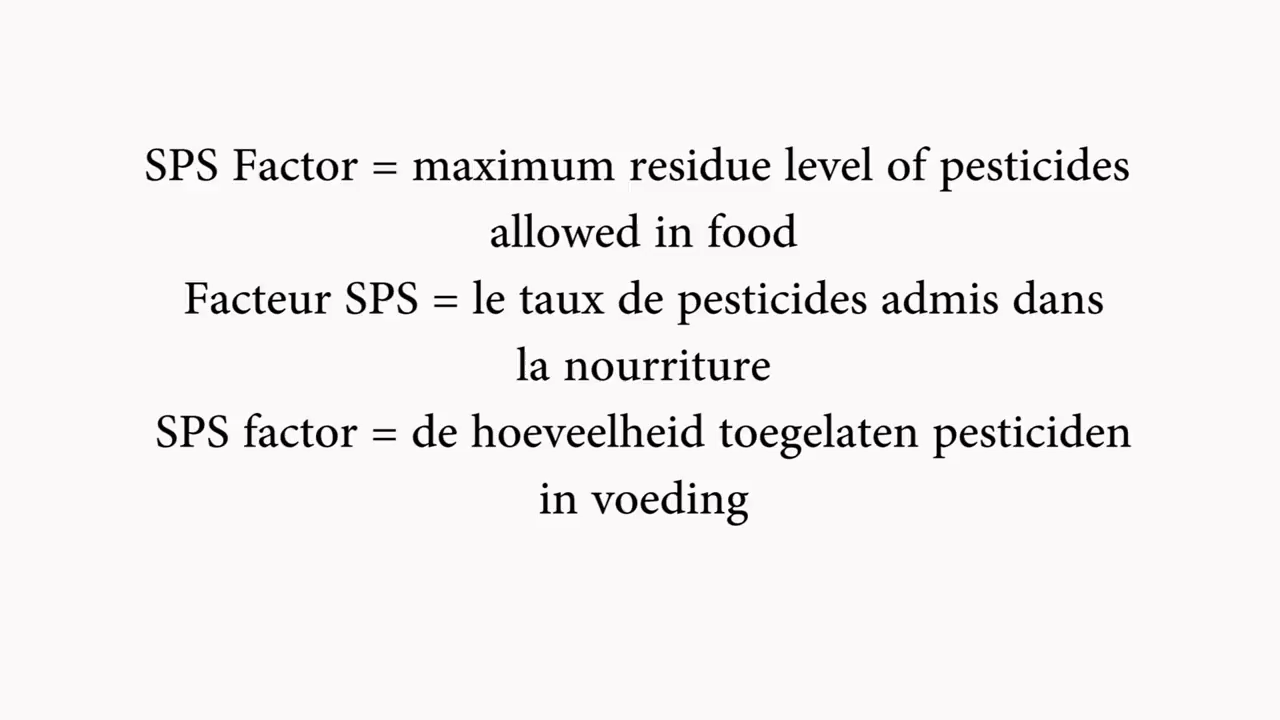 SPS Factor = maximum residue level of pesticides
allowed in food
Facteur SPS = le taux de pesticides admis dans
la nourriture
SPS factor = de hoeveelheid toegelaten pesticiden
in voeding